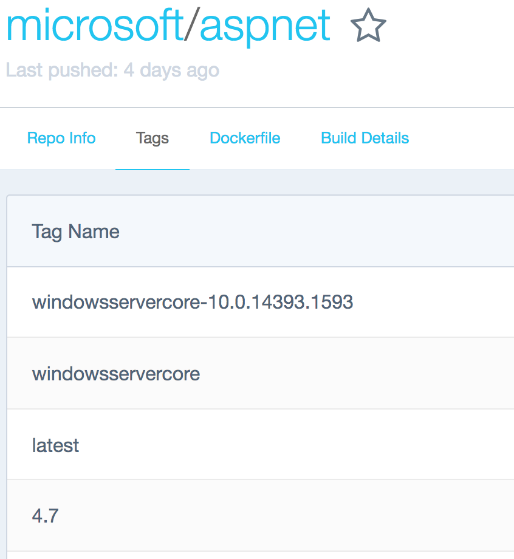 microsoft/aspnet
Last pushed: 4 days ago
Repo Info Tags Dockerfile Build Details
Tag Name
windowsservercore-10.0.14393.1593
windowsservercore
latest
4.7